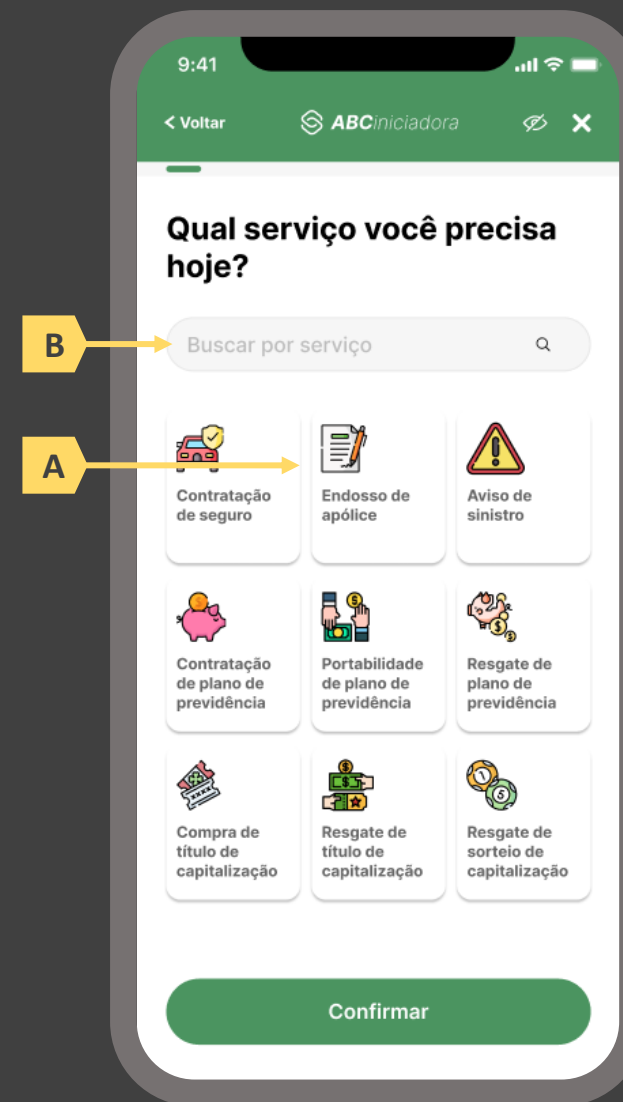 9:41
< Voltar
ABCiniciadora
Qual serviço você precisa
hoje?
B
Buscar por serviço
A
Contratação
de seguro
Endosso de
apólice
Aviso de
sinistro
Contratação
de plano de
previdência
Portabilidade
de plano de
previdência
Resgate de
plano de
previdência
Compra de
título de
capitalização
Resgate de
título de
capitalização
Resgate de
sorteio de
capitalização
Confirmar